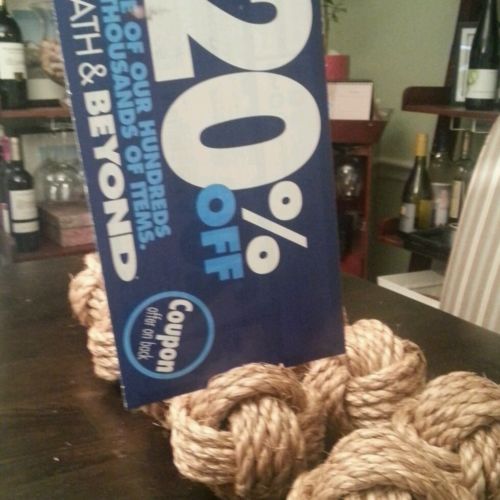 ATH & BEYOND
E OF OUR HUNDREDS
THOUSANDS OF ITEMS.
20%
OFF
Coupon
offer on back